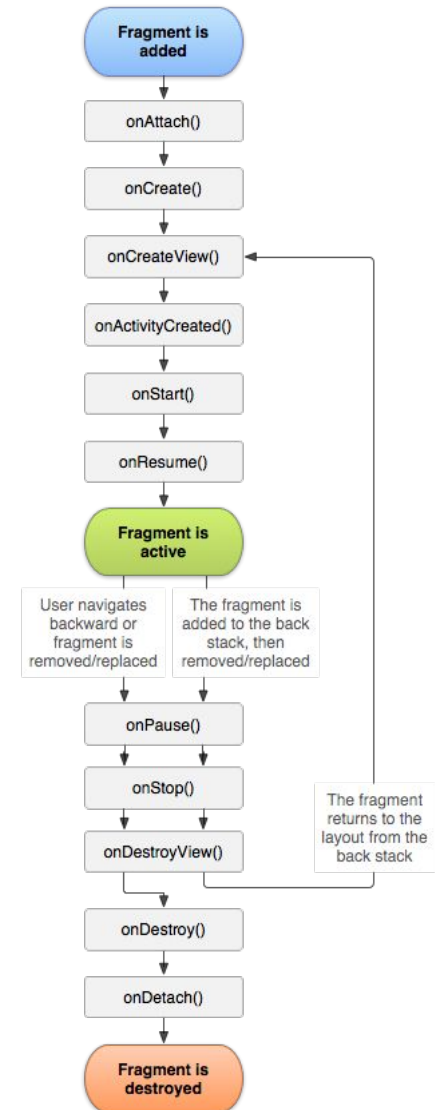 Fragment is
added
onAttach()
onCreate()
onCreateView()
onActivityCreated()
onStart()
onResume()
Fragment is
active
User navigates
backward or
fragment is
removed/replaced
The fragment is
added to the back
stack, then
removed/replaced
onPause()
onStop()
The fragment
returns to the
layout from the
back stack
onDestroyView()
onDestroy()
onDetach()
Fragment is
destroyed